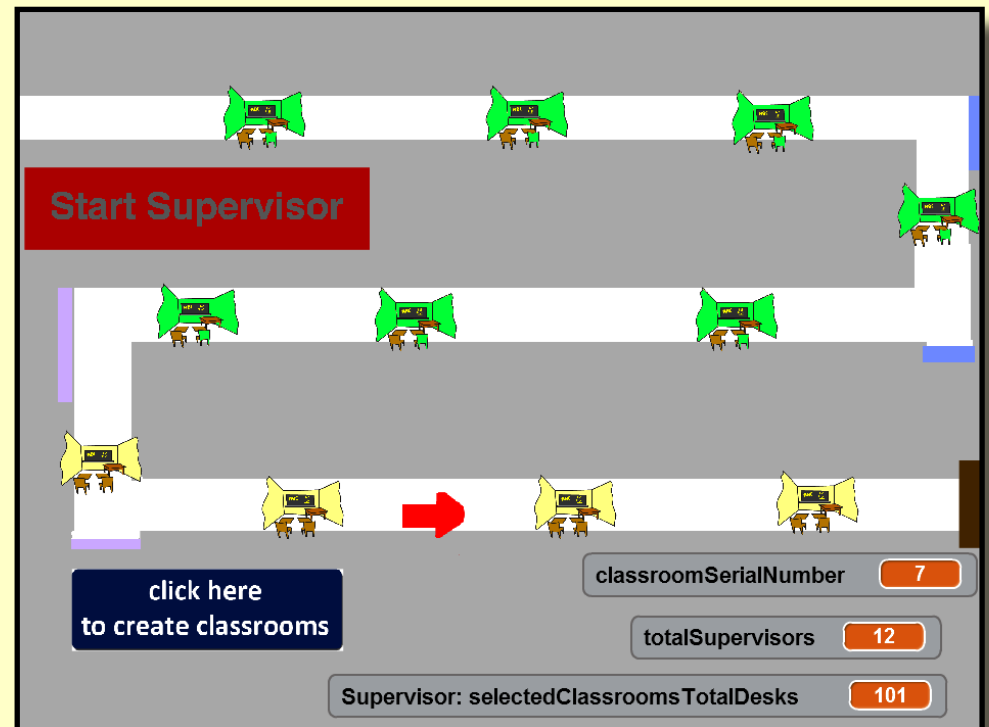 Start Supervisor
click here
to create classrooms
classroomSerialNumber 7
totalSupervisors 12
Supervisor: selectedClassroomsTotalDesks 101